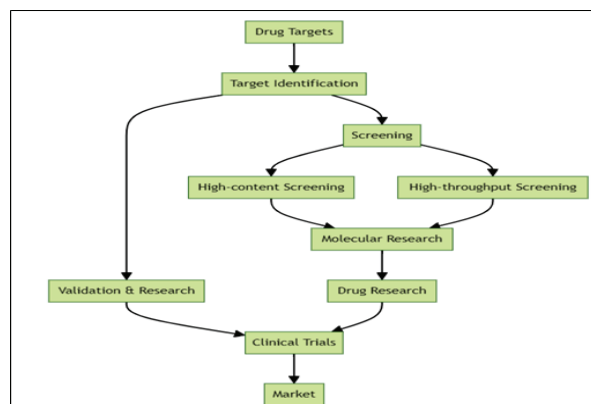 Drug Targets
Target Identification
Screening
High-content Screening
High-throughput Screening
Molecular Research
Validation & Research
Drug Research
Clinical Trials
Market